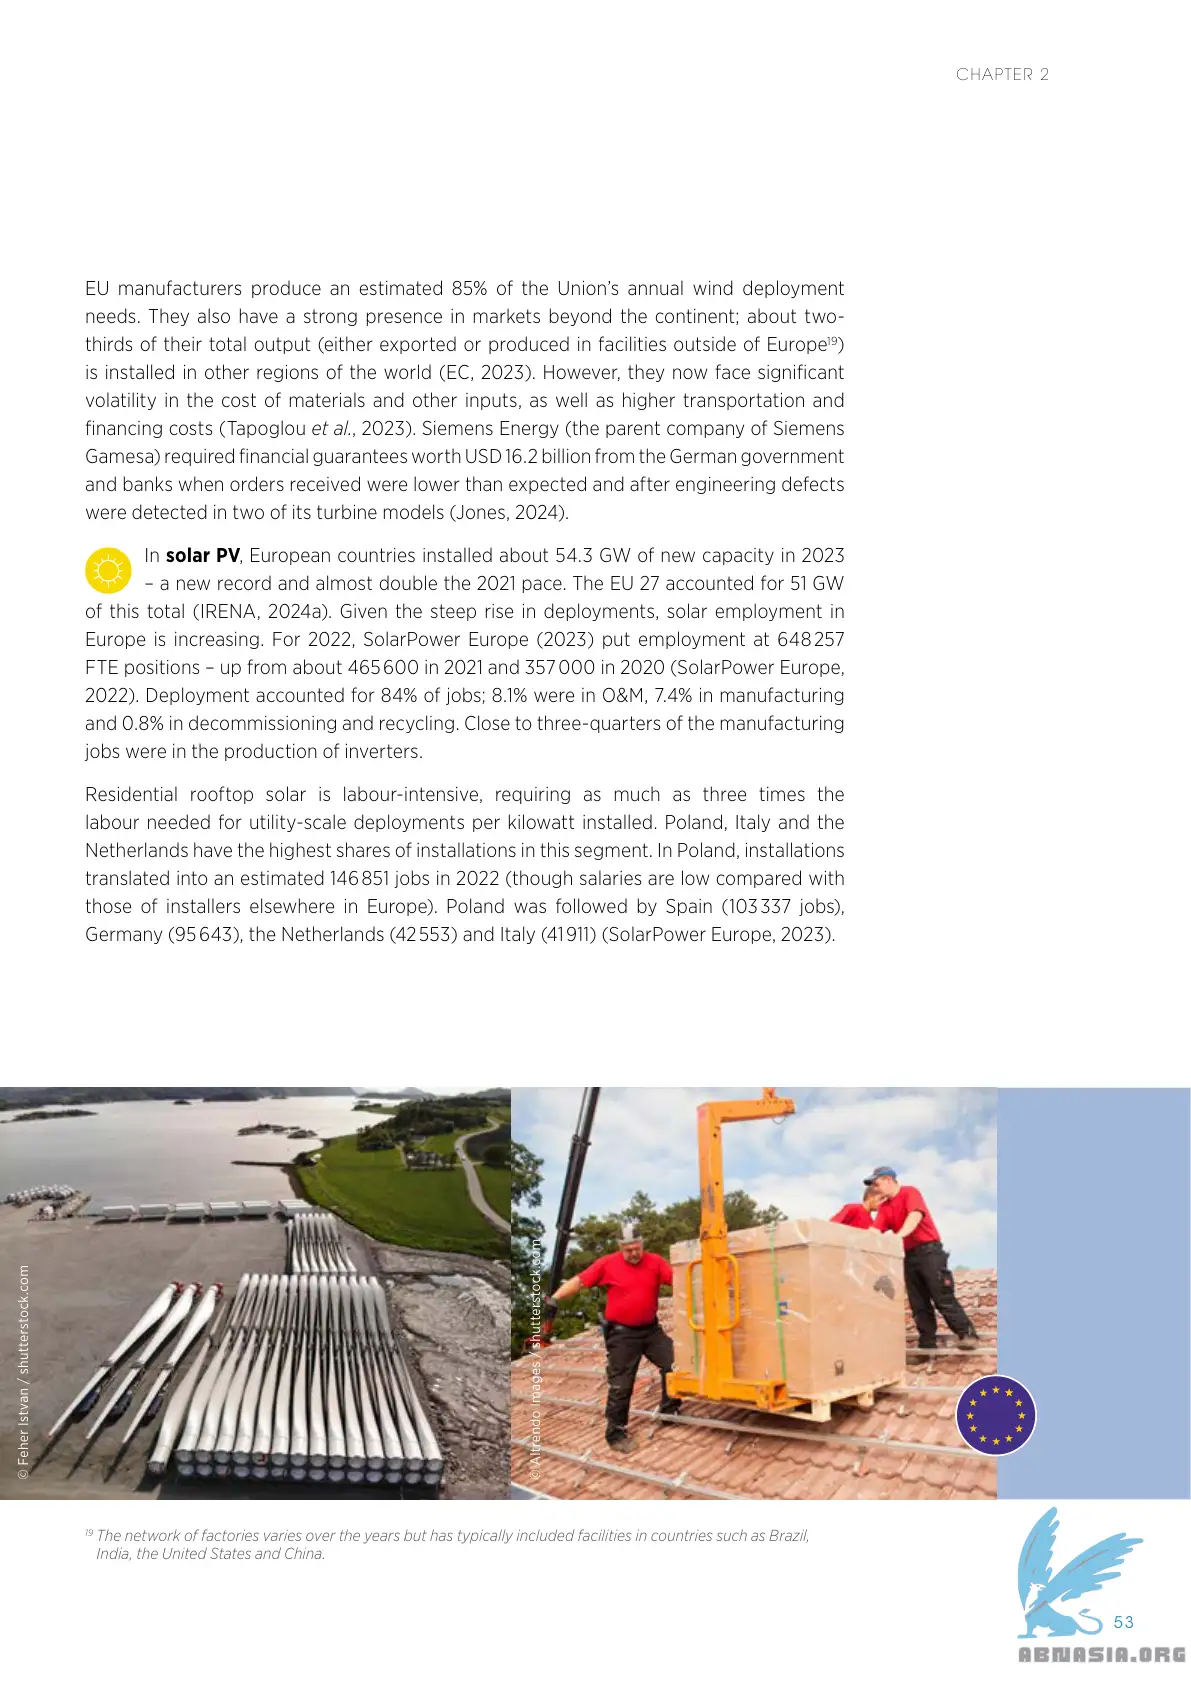 CHAPTER 2
EU manufacturers produce an estimated 85% of the Union’s annual wind deployment
needs. They also have a strong presence in markets beyond the continent; about two-
thirds of their total output (either exported or produced in facilities outside of Europe¹⁹)
is installed in other regions of the world (EC, 2023). However, they now face significant
volatility in the cost of materials and other inputs, as well as higher transportation and
financing costs (Tapoglou et al., 2023). Siemens Energy (the parent company of Siemens
Gamesa) required financial guarantees worth USD 16.2 billion from the German government
and banks when orders received were lower than expected and after engineering defects
were detected in two of its turbine models (Jones, 2024).
In solar PV, European countries installed about 54.3 GW of new capacity in 2023
– a new record and almost double the 2021 pace. The EU 27 accounted for 51 GW
of this total (IRENA, 2024a). Given the steep rise in deployments, solar employment in
Europe is increasing. For 2022, SolarPower Europe (2023) put employment at 648 257
FTE positions – up from about 465 600 in 2021 and 357 000 in 2020 (SolarPower Europe,
2022). Deployment accounted for 84% of jobs; 8.1% were in O&M, 7.4% in manufacturing
and 0.8% in decommissioning and recycling. Close to three-quarters of the manufacturing
jobs were in the production of inverters.
Residential rooftop solar is labour-intensive, requiring as much as three times the
labour needed for utility-scale deployments per kilowatt installed. Poland, Italy and the
Netherlands have the highest shares of installations in this segment. In Poland, installations
translated into an estimated 146 851 jobs in 2022 (though salaries are low compared with
those of installers elsewhere in Europe). Poland was followed by Spain (103 337 jobs),
Germany (95 643), the Netherlands (42 553) and Italy (41 911) (SolarPower Europe, 2023).
© Feher Istvan / shutterstock.com
© Altrendo Images / shutterstock.com
¹⁹ The network of factories varies over the years but has typically included facilities in countries such as Brazil,
India, the United States and China.
53
ABNASIA.ORG